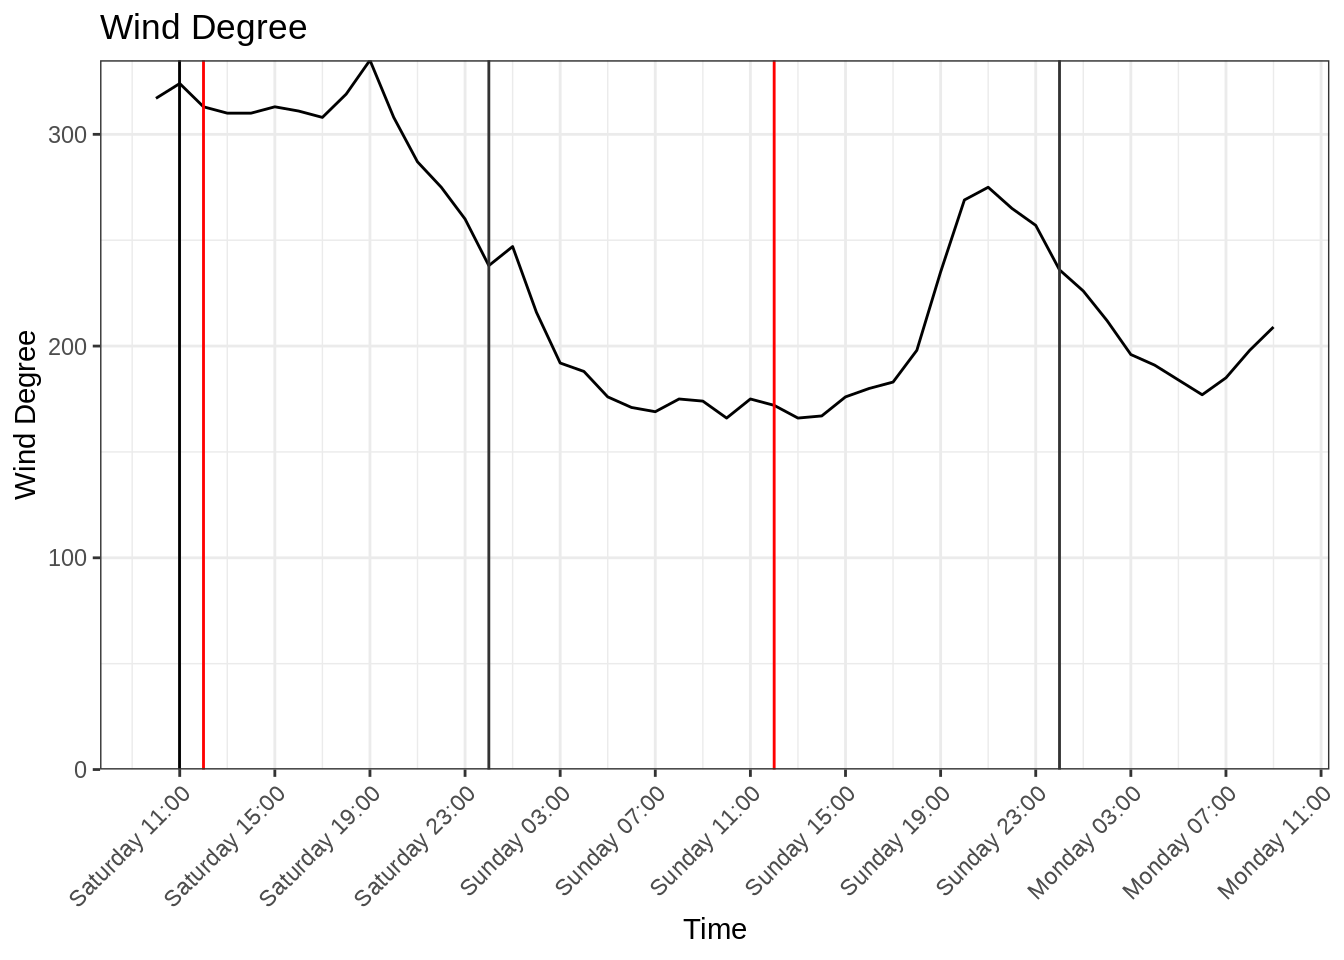 Wind Degree
Wind Degree
300
200
100
0
Saturday 11:00
Saturday 15:00
Saturday 19:00
Saturday 23:00
Sunday 03:00
Sunday 07:00
Sunday 11:00
Sunday 15:00
Sunday 19:00
Sunday 23:00
Monday 03:00
Monday 07:00
Monday 11:00
Time